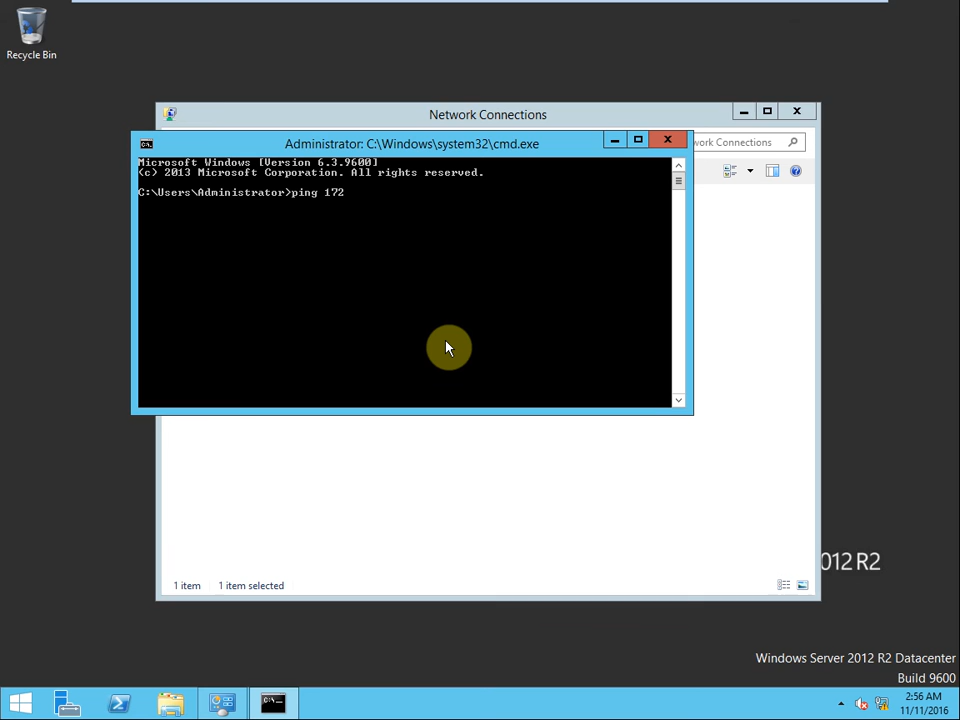 Recycle Bin
Network Connections
Administrator: C:\Windows\system32\cmd.exe
work Connections
Microsoft Windows [Version 6.3.9600]
(c) 2013 Microsoft Corporation. All rights reserved.
C:\Users\Administrator>ping 172
012 R2
1 item 1 item selected
Windows Server 2012 R2 Datacenter
Build 9600
2:56 AM
11/11/2016